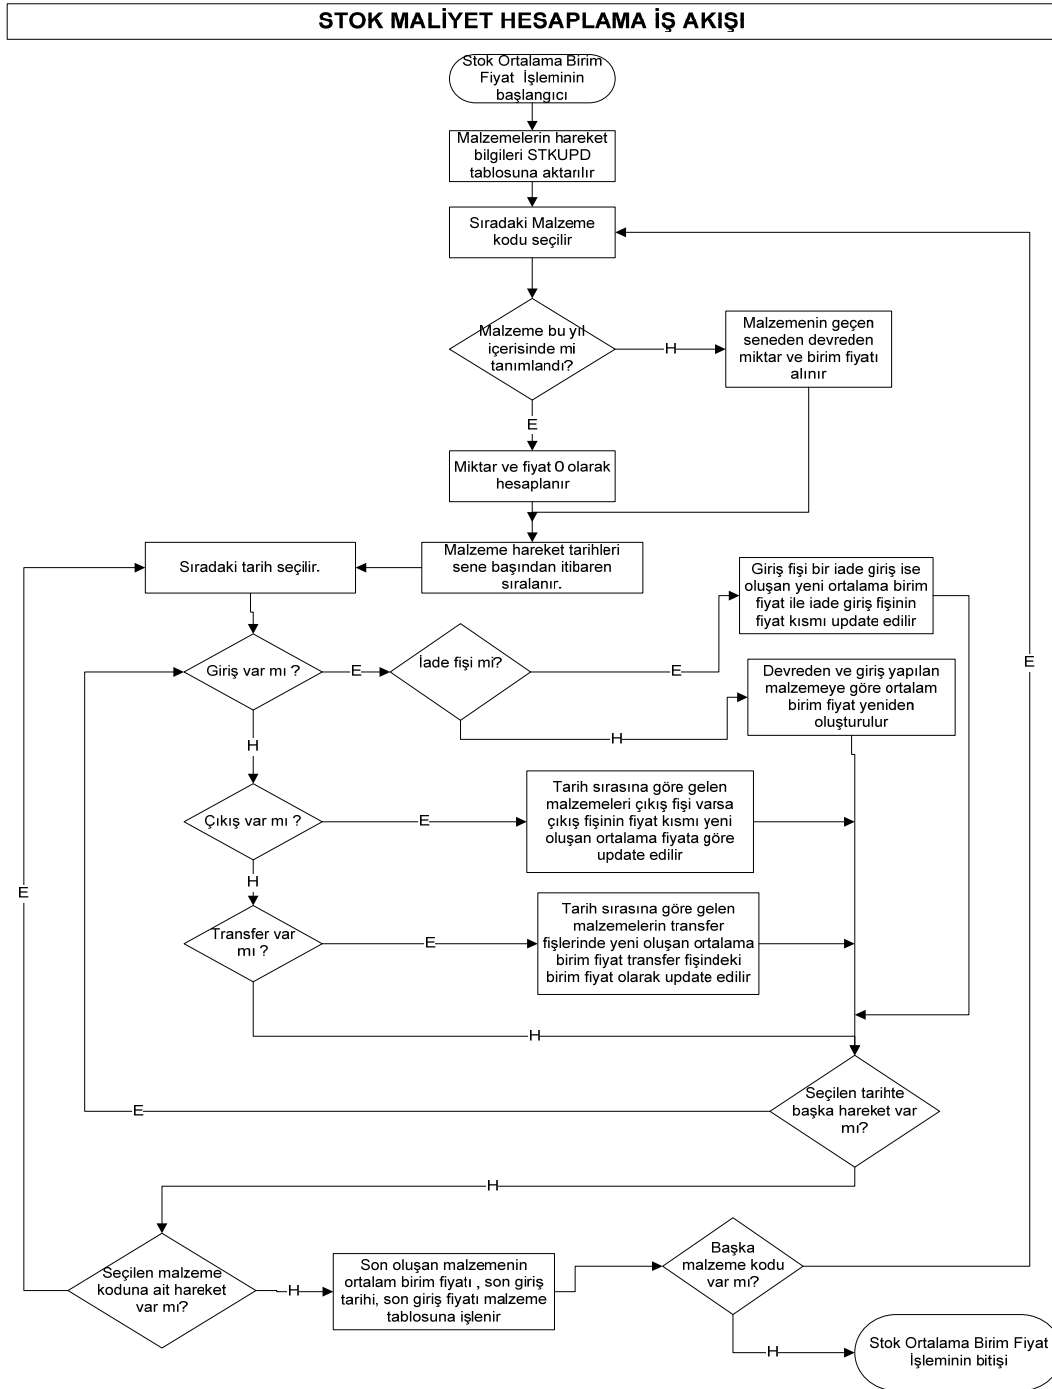 STOK MALİYET HESAPLAMA İŞ AKIŞI
Stok Ortalama Birim
Fiyat İşleminin
başlangıcı
Malzemelerin hareket
bilgileri STKUPD
tablosuna aktarılır
Sıradaki Malzeme
kodu seçilir
Malzeme bu yıl
içerisinde mi
tanımlandı?
H
Malzemenin geçen
seneden devreden
miktar ve birim fiyatı
alınır
E
Miktar ve fiyat 0 olarak
hesaplanır
Malzeme hareket tarihleri
sene başından itibaren
sıralanır.
Sıradaki tarih seçilir.
Giriş fişi bir iade giriş ise
oluşan yeni ortalama birim
fiyat ile iade giriş fişinin
fiyat kısmı update edilir
Giriş var mı ?
E
İade fişi mi?
E
E
Devreden ve giriş yapılan
malzemeye göre ortalam
birim fiyat yeniden
oluşturulur
H
H
Çıkış var mı ?
E
Tarih sırasına göre gelen
malzemeleri çıkış fişi varsa
çıkış fişinin fiyat kısmı yeni
oluşan ortalama fiyata göre
update edilir
H
E
Transfer var
mı ?
E
Tarih sırasına göre gelen
malzemelerin transfer
fişlerinde yeni oluşan ortalama
birim fiyat transfer fişindeki
birim fiyat olarak update edilir
H
Seçilen tarihte
başka hareket var
mı?
E
H
Seçilen malzeme
koduna ait hareket
var mı?
H
Son oluşan malzemenin
ortalam birim fiyatı , son giriş
tarihi, son giriş fiyatı malzeme
tablosuna işlenir
Başka
malzeme kodu
var mı?
H
Stok Ortalama Birim Fiyat
İşleminin bitişi